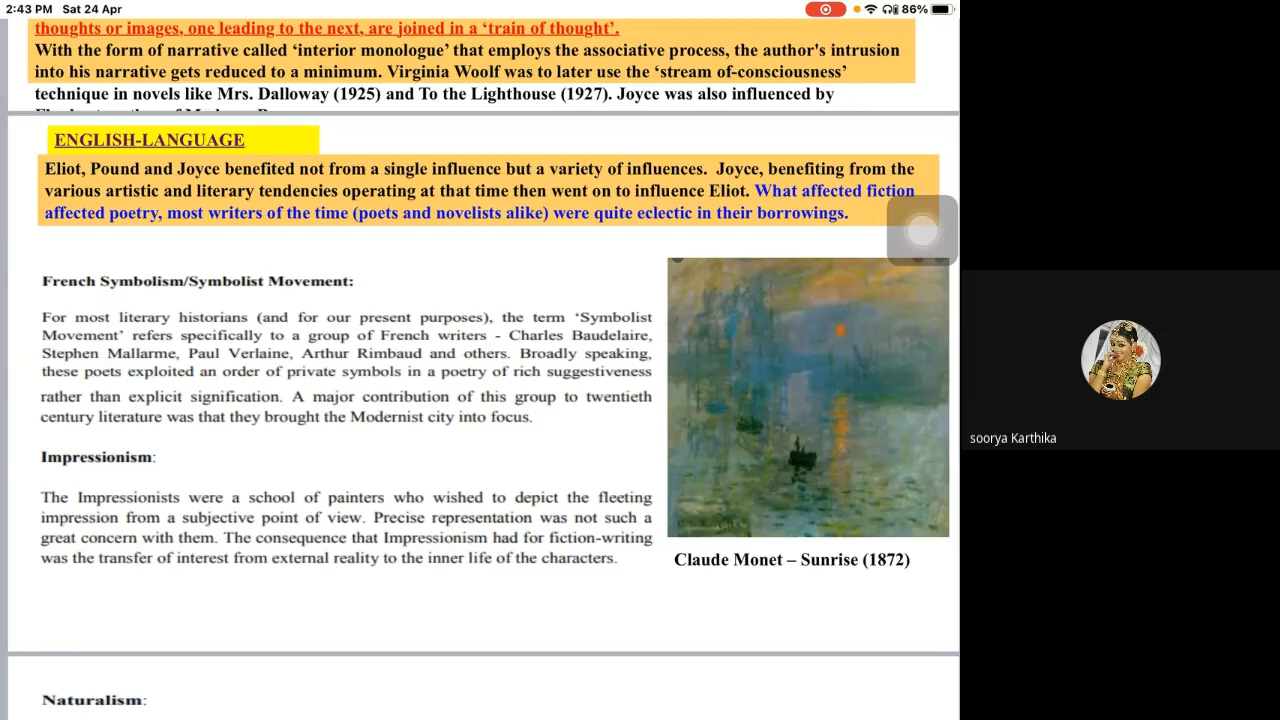 2:43 PM Sat 24 Apr
86%
thoughts or images, one leading to the next, are joined in a ‘train of thought’.
With the form of narrative called ‘interior monologue’ that employs the associative process, the author's intrusion
into his narrative gets reduced to a minimum. Virginia Woolf was to later use the ‘stream of-consciousness’
technique in novels like Mrs. Dalloway (1925) and To the Lighthouse (1927). Joyce was also influenced by
ENGLISH-LANGUAGE
Eliot, Pound and Joyce benefited not from a single influence but a variety of influences. Joyce, benefiting from the
various artistic and literary tendencies operating at that time then went on to influence Eliot. What affected fiction
affected poetry, most writers of the time (poets and novelists alike) were quite eclectic in their borrowings.
French Symbolism/Symbolist Movement:
For most literary historians (and for our present purposes), the term ‘Symbolist
Movement’ refers specifically to a group of French writers - Charles Baudelaire,
Stephen Mallarme, Paul Verlaine, Arthur Rimbaud and others. Broadly speaking,
these poets exploited an order of private symbols in a poetry of rich suggestiveness
rather than explicit signification. A major contribution of this group to twentieth
century literature was that they brought the Modernist city into focus.
Impressionism:
The Impressionists were a school of painters who wished to depict the fleeting
impression from a subjective point of view. Precise representation was not such a
great concern with them. The consequence that Impressionism had for fiction-writing
was the transfer of interest from external reality to the inner life of the characters.
Claude Monet – Sunrise (1872)
Naturalism:
soorya Karthika